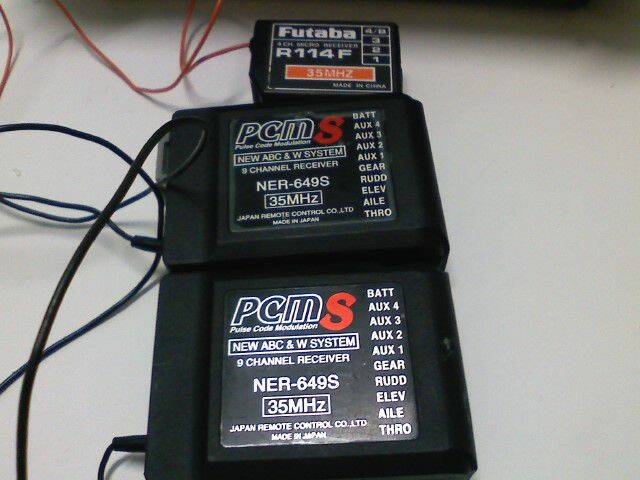 Futaba
4 CH. MICRO RECEIVER
R114F
35MHZ
MADE IN CHINA
4/B
3
2
1
PCM S
Pulse Code Modulation
NEW ABC & W SYSTEM
9 CHANNEL RECEIVER
NER-649S
35MHz
JAPAN REMOTE CONTROL CO.,LTD
MADE IN JAPAN
BATT
AUX 4
AUX 3
AUX 2
AUX 1
GEAR
RUDD
ELEV
AILE
THRO
PCM S
Pulse Code Modulation
NEW ABC & W SYSTEM
9 CHANNEL RECEIVER
NER-649S
35MHz
JAPAN REMOTE CONTROL CO.,LTD
MADE IN JAPAN
BATT
AUX 4
AUX 3
AUX 2
AUX 1
GEAR
RUDD
ELEV
AILE
THRO